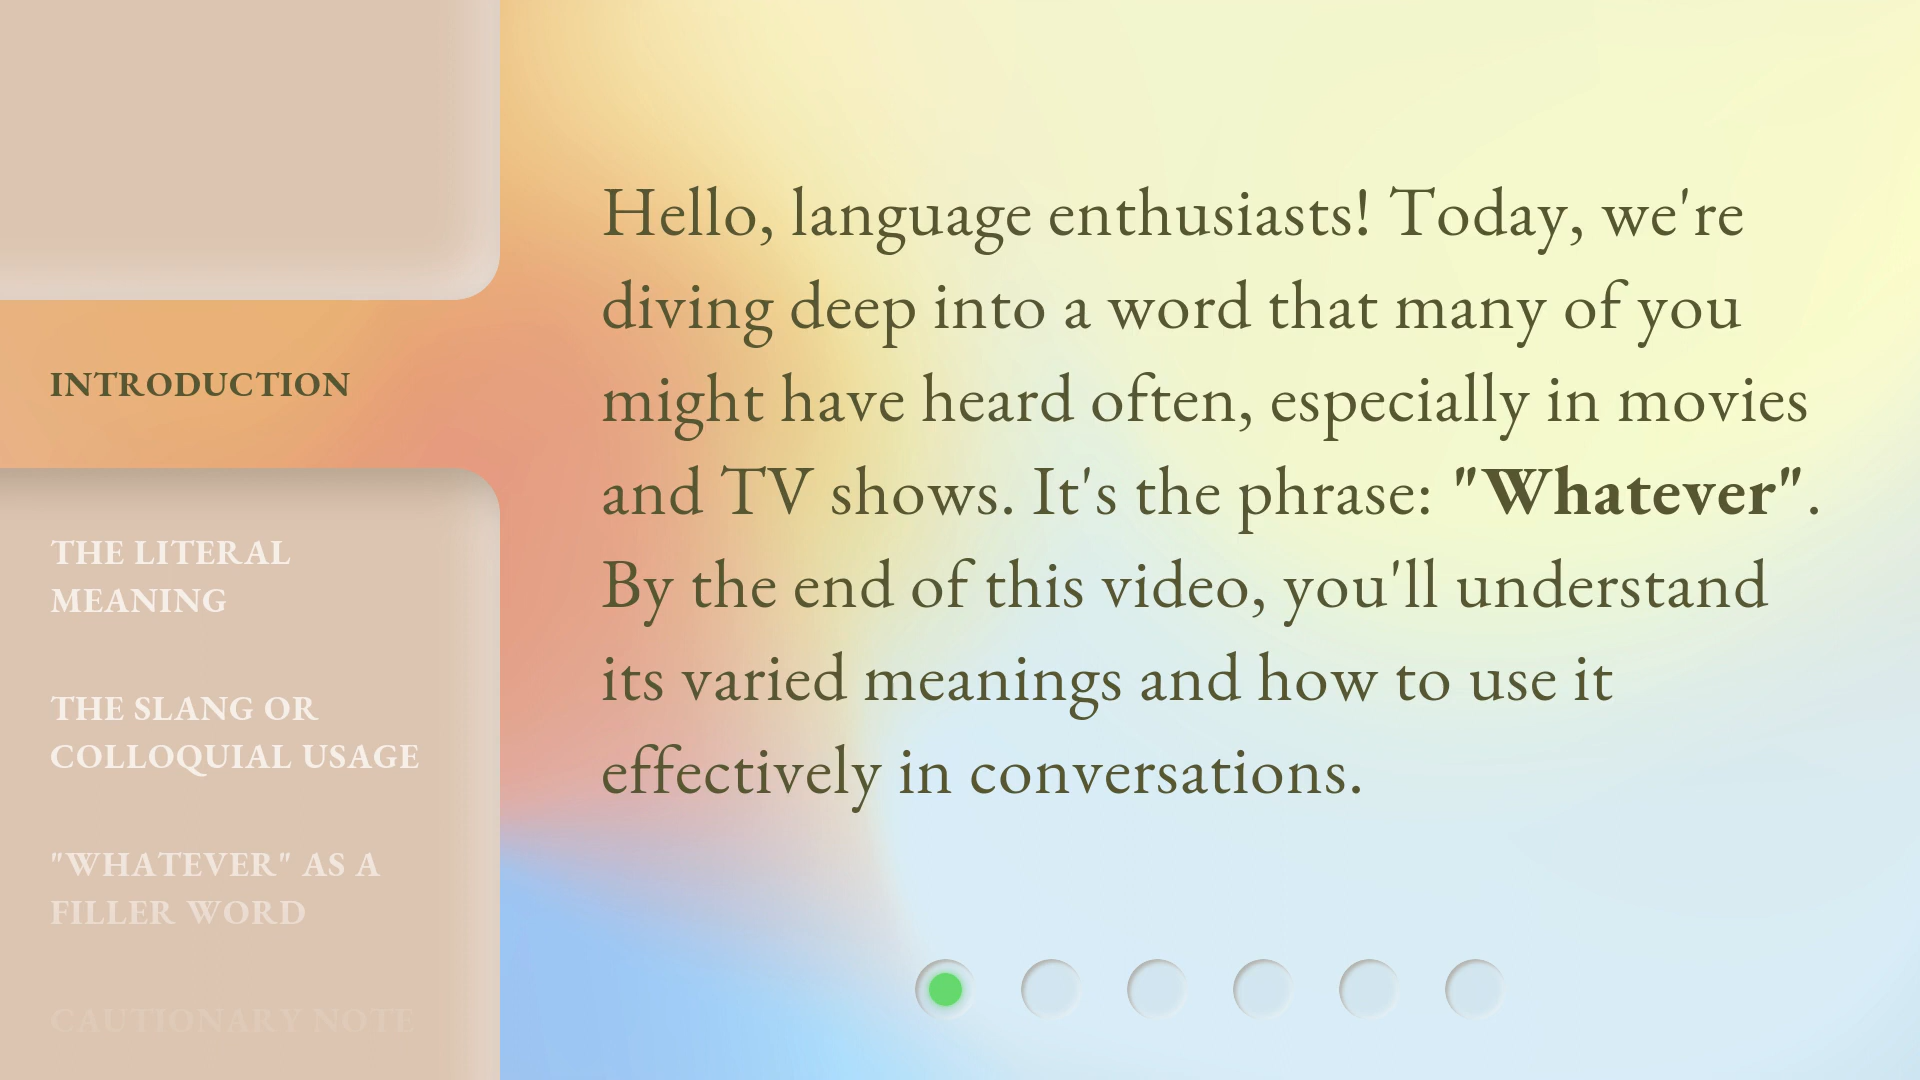 INTRODUCTION
THE LITERAL
MEANING
THE SLANG OR
COLLOQUIAL USAGE
"WHATEVER" AS A
FILLER WORD
CAUTIONARY NOTE
Hello, language enthusiasts! Today, we're
diving deep into a word that many of you
might have heard often, especially in movies
and TV shows. It's the phrase: "Whatever".
By the end of this video, you'll understand
its varied meanings and how to use it
effectively in conversations.